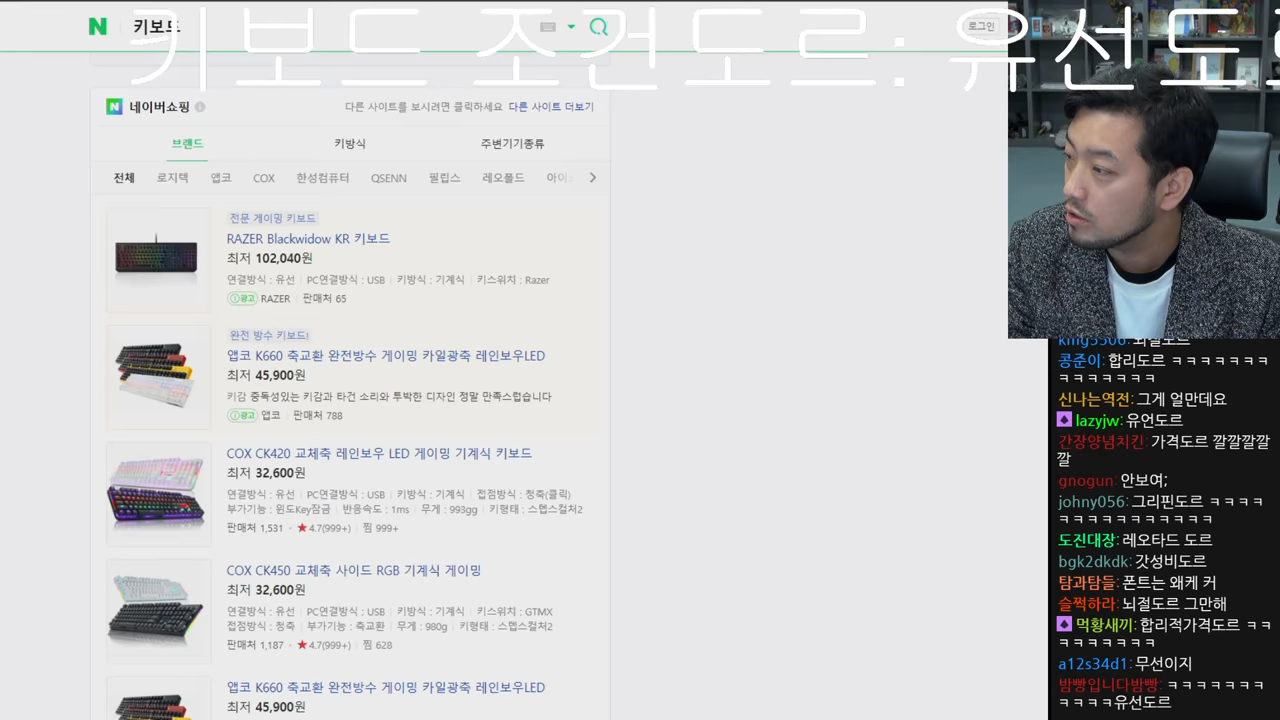 키보드 조건도르: 유선도르
N 키보드
로그인
N 네이버쇼핑
다른 사이트를 보시려면 클릭하세요 다른 사이트 더보기
브랜드 키방식 주변기기종류
전체 로지텍 앱코 COX 한성컴퓨터 QSENN 필립스 레오폴드
전문 게이밍 키보드
RAZER Blackwidow KR 키보드
최저 102,040원
연결방식 : 유선 | PC연결방식 : USB | 키방식 : 기계식 | 키스위치 : Razer
광고 RAZER | 판매처 65
완전 방수 키보드!
앱코 K660 축교환 완전방수 게이밍 카일광축 레인보우LED
최저 45,900원
키감 중독성있는 키감과 타건 소리와 투박한 디자인 정말 만족스럽습니다
광고 앱코 | 판매처 788
COX CK420 교체축 레인보우 LED 게이밍 기계식 키보드
최저 32,600원
연결방식 : 유선 | PC연결방식 : USB | 키방식 : 기계식 | 접점방식 : 청축(클릭)
부가기능 : 윈도Key잠금 | 반응속도 : 1ms | 무게 : 993gg | 키형태 : 스텝스컬처2
판매처 1,531 · ★ 4.7(999+) | 찜 999+
COX CK450 교체축 사이드 RGB 기계식 게이밍
최저 32,600원
연결방식 : 유선 | PC연결방식 : USB | 키방식 : 기계식 | 키스위치 : GTMX
접점방식 : 청축 | 부가기능 : 축교환 | 무게 : 980g | 키형태 : 스텝스컬처2
판매처 1,187 · ★ 4.7(999+) | 찜 628
앱코 K660 축교환 완전방수 게이밍 카일광축 레인보우LED
최저 45,900원
콩준이: 합리도르 ㅋㅋㅋㅋㅋㅋㅋ
ㅋㅋㅋㅋㅋㅋㅋ
신나는역전: 그게 얼만데요
lazyjw: 유언도르
간장양념치킨: 가격도르 깔깔깔깔
깔
gnogun: 안보여;
johny056: 그리핀도르 ㅋㅋㅋㅋ
ㅋㅋㅋㅋㅋㅋㅋㅋㅋㅋㅋ
도진대장: 레오타드 도르
bgk2dkdk: 갓성비도르
탐과탐들: 폰트는 왜케 커
슬쩍하라: 뇌절도르 그만해
먹황새끼: 합리적가격도르 ㅋㅋ
ㅋㅋㅋㅋㅋㅋㅋ
a12s34d1: 무선이지
밤빵입니다밤빵: ㅋㅋㅋㅋㅋㅋㅋ
ㅋㅋㅋㅋ유선도르